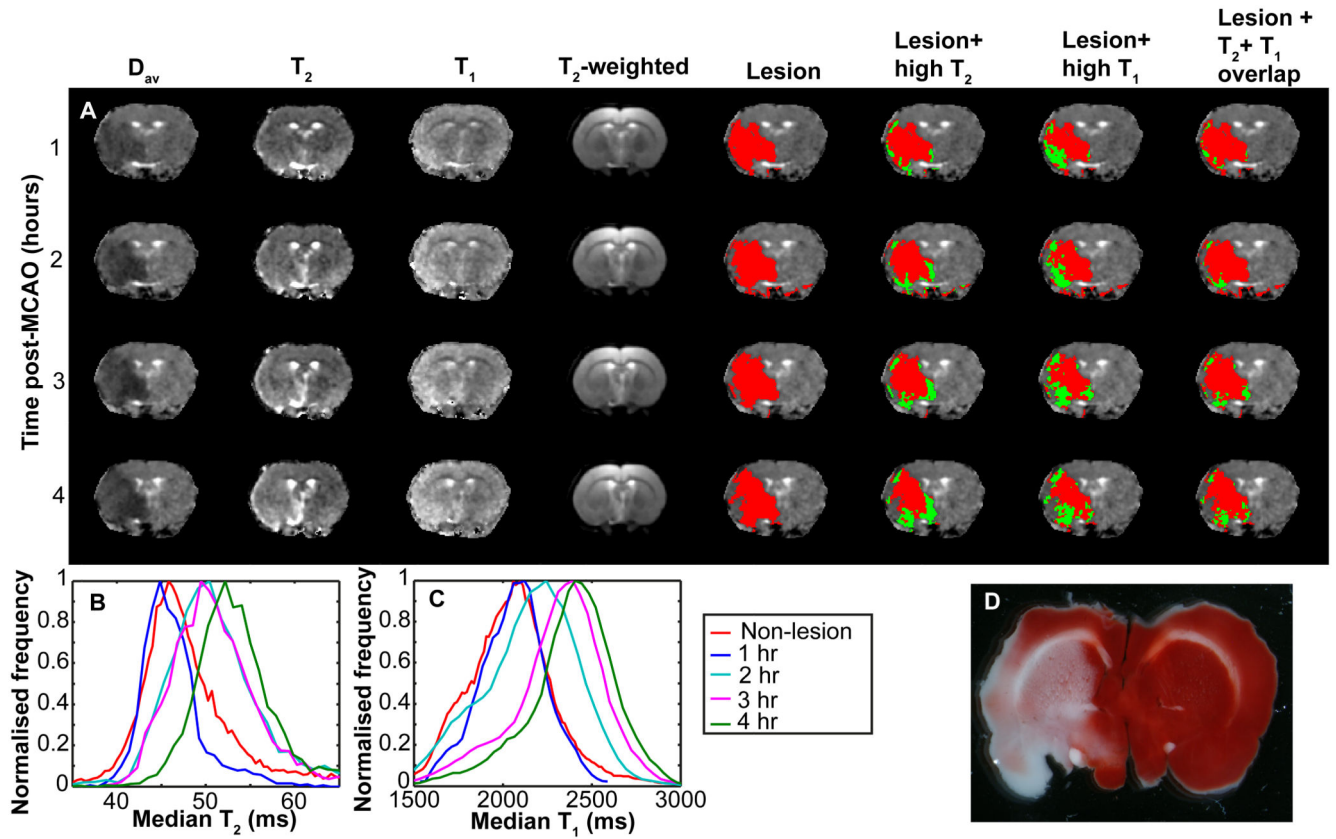 D_av
T_2
T_1
T_2-weighted
Lesion
Lesion+
high T_2
Lesion+
high T_1
Lesion +
T_2+ T_1
overlap
Time post-MCAO (hours)
A
1
2
3
4
Normalised frequency
B
1
0.8
0.6
0.4
0.2
0
40
50
60
Median T_2 (ms)
Normalised frequency
C
1
0.8
0.6
0.4
0.2
0
1500
2000
2500
3000
Median T_1 (ms)
Non-lesion
1 hr
2 hr
3 hr
4 hr
D